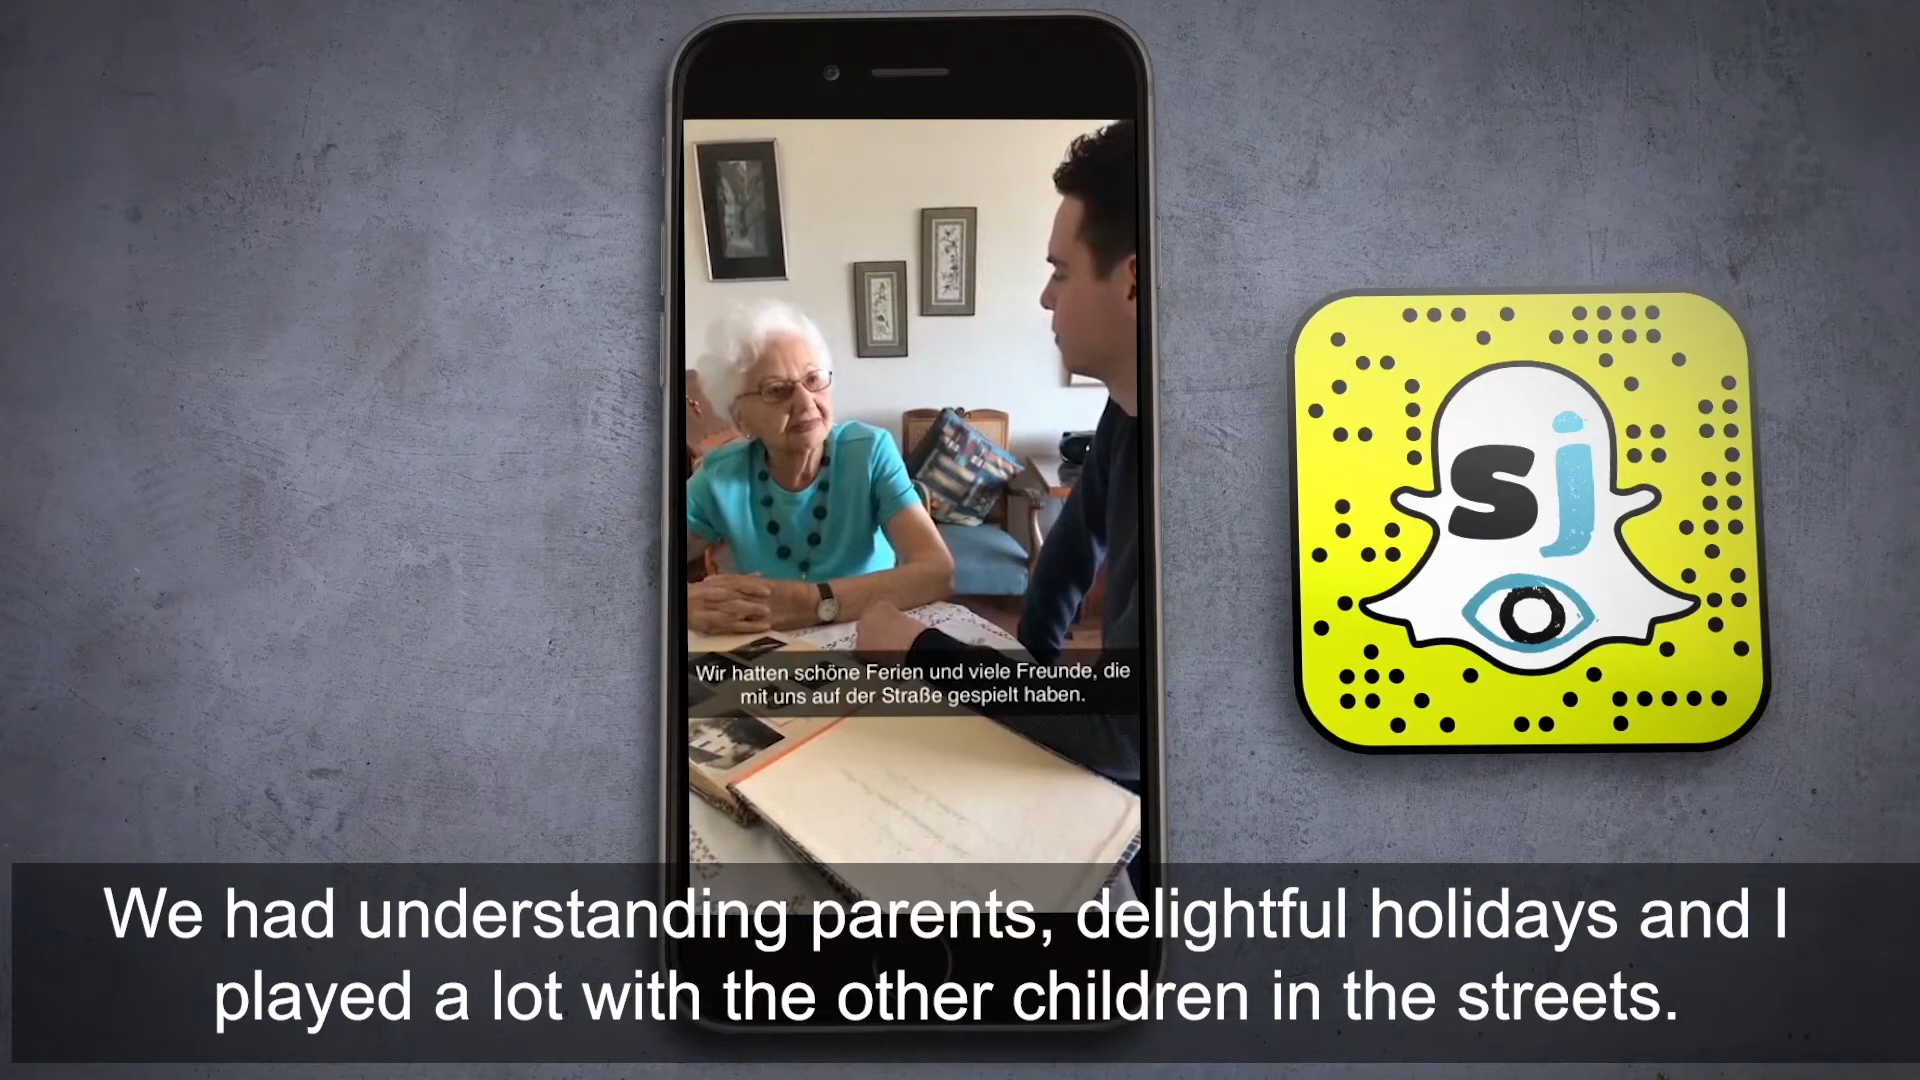 Wir hatten schöne Ferien und viele Freunde, die
mit uns auf der Straße gespielt haben.
sj
We had understanding parents, delightful holidays and I
played a lot with the other children in the streets.